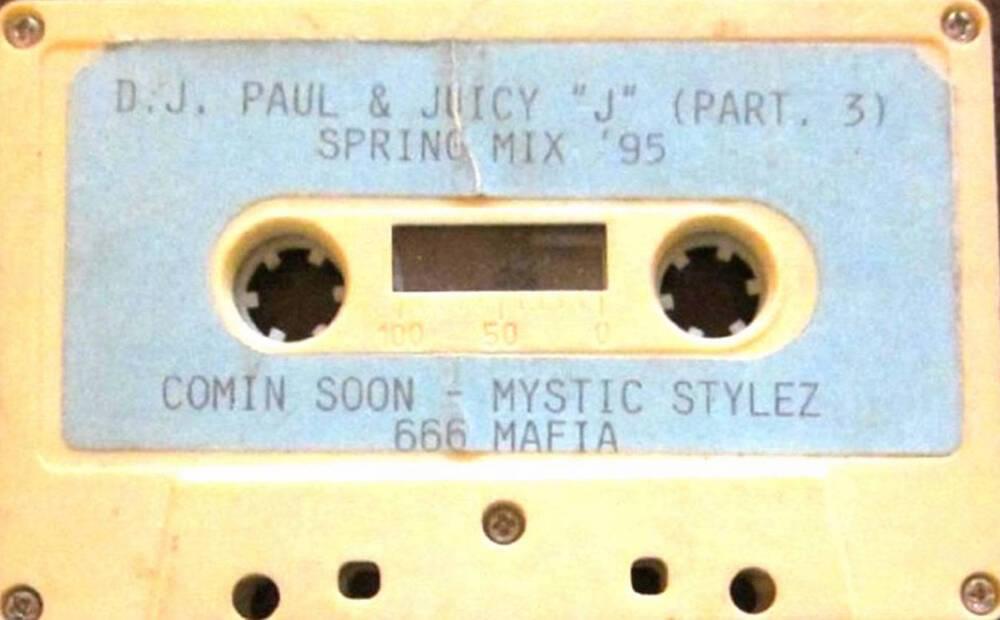 D.J. PAUL & JUICY "J" (PART. 3)
SPRING MIX '95
100 50 0
COMIN SOON - MYSTIC STYLEZ
666 MAFIA